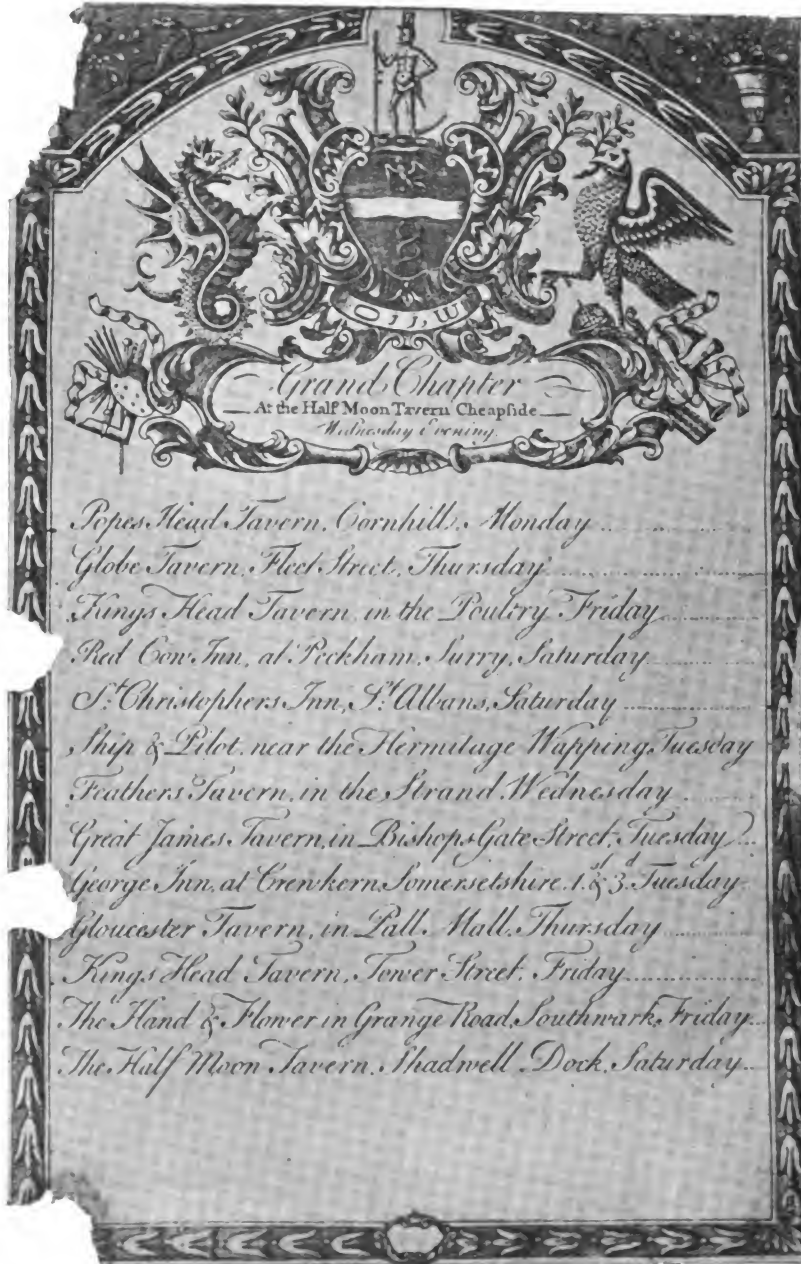 Grand Chapter
At the Half Moon Tavern Cheapſide
Wednesday Evening.
Popes Head Tavern, Cornhill, Monday
Globe Tavern, Fleet Street, Thursday
Kings Head Tavern, in the Poultry Friday
Red Cow Inn, at Peckham, Surry, Saturday
St. Christophers Inn, St. Albans, Saturday
Ship & Pilot, near the Hermitage Wapping Tuesday
Feathers Tavern, in the Strand, Wednesday
Great James Tavern, in Bishops Gate Street, Tuesday
George Inn, at Crewkern Somersetshire, 1st & 3d Tuesday
Gloucester Tavern, in Pall Mall, Thursday
Kings Head Tavern, Tower Street, Friday
The Hand & Flower in Grange Road, Southwark, Friday
The Half Moon Tavern, Shadwell Dock, Saturday